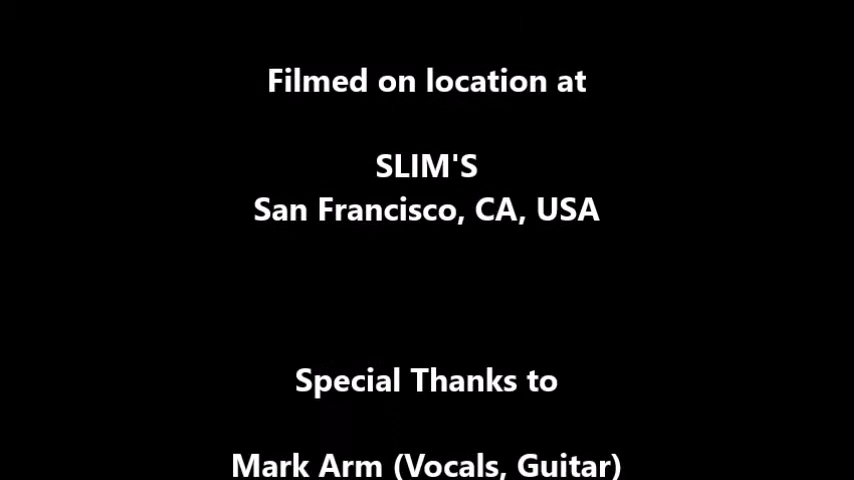 Filmed on location at
SLIM'S
San Francisco, CA, USA
Special Thanks to
Mark Arm (Vocals, Guitar)